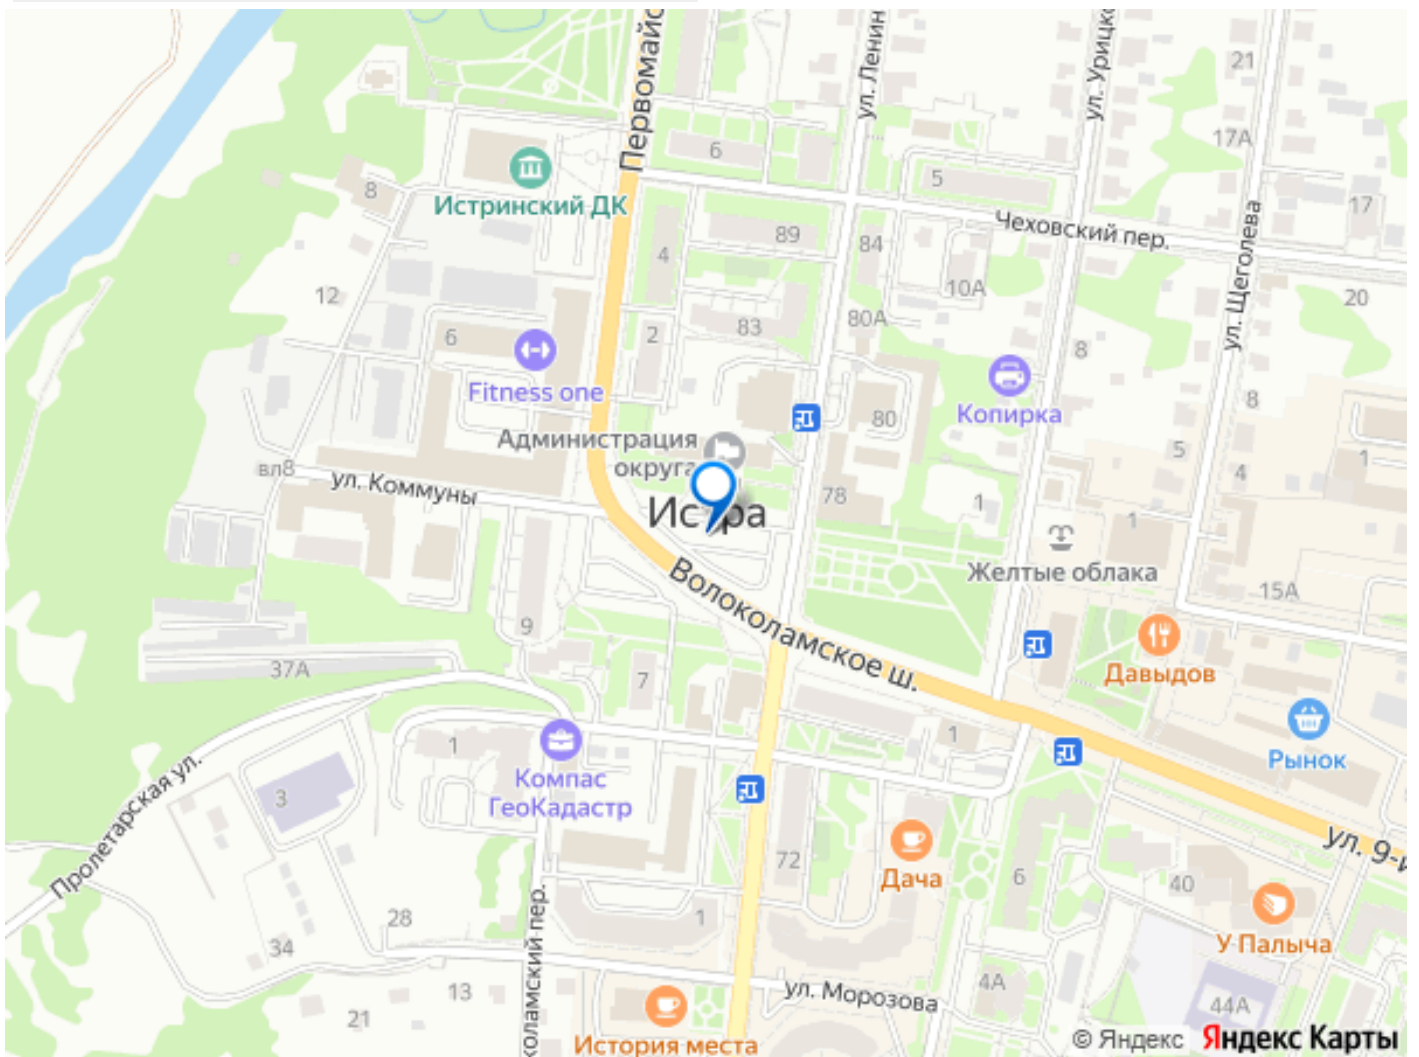 Первомайс
ул. Ленин
ул. Урицко
21
17А
6
5
8
Истринский ДК
Чеховский пер.
17
ул. Щеголева
89
84
4
12
10А
20
83
80А
2
6
8
Fitness one
Копирка
8
80
Администрация
округа
5
4
1
вл8
ул. Коммуны
78
1
1
Истра
Желтые облака
Волоколамское ш.
15А
9
37А
7
Давыдов
Рынок
1
1
Компас
ГеоКадастр
3
Пролетарская ул.
72
Дача
6
40
ул. 9-й
У Палыча
28
34
1
коламский пер.
13
21
ул. Морозова
4А
44А
История места
© Яндекс Яндекс Карты